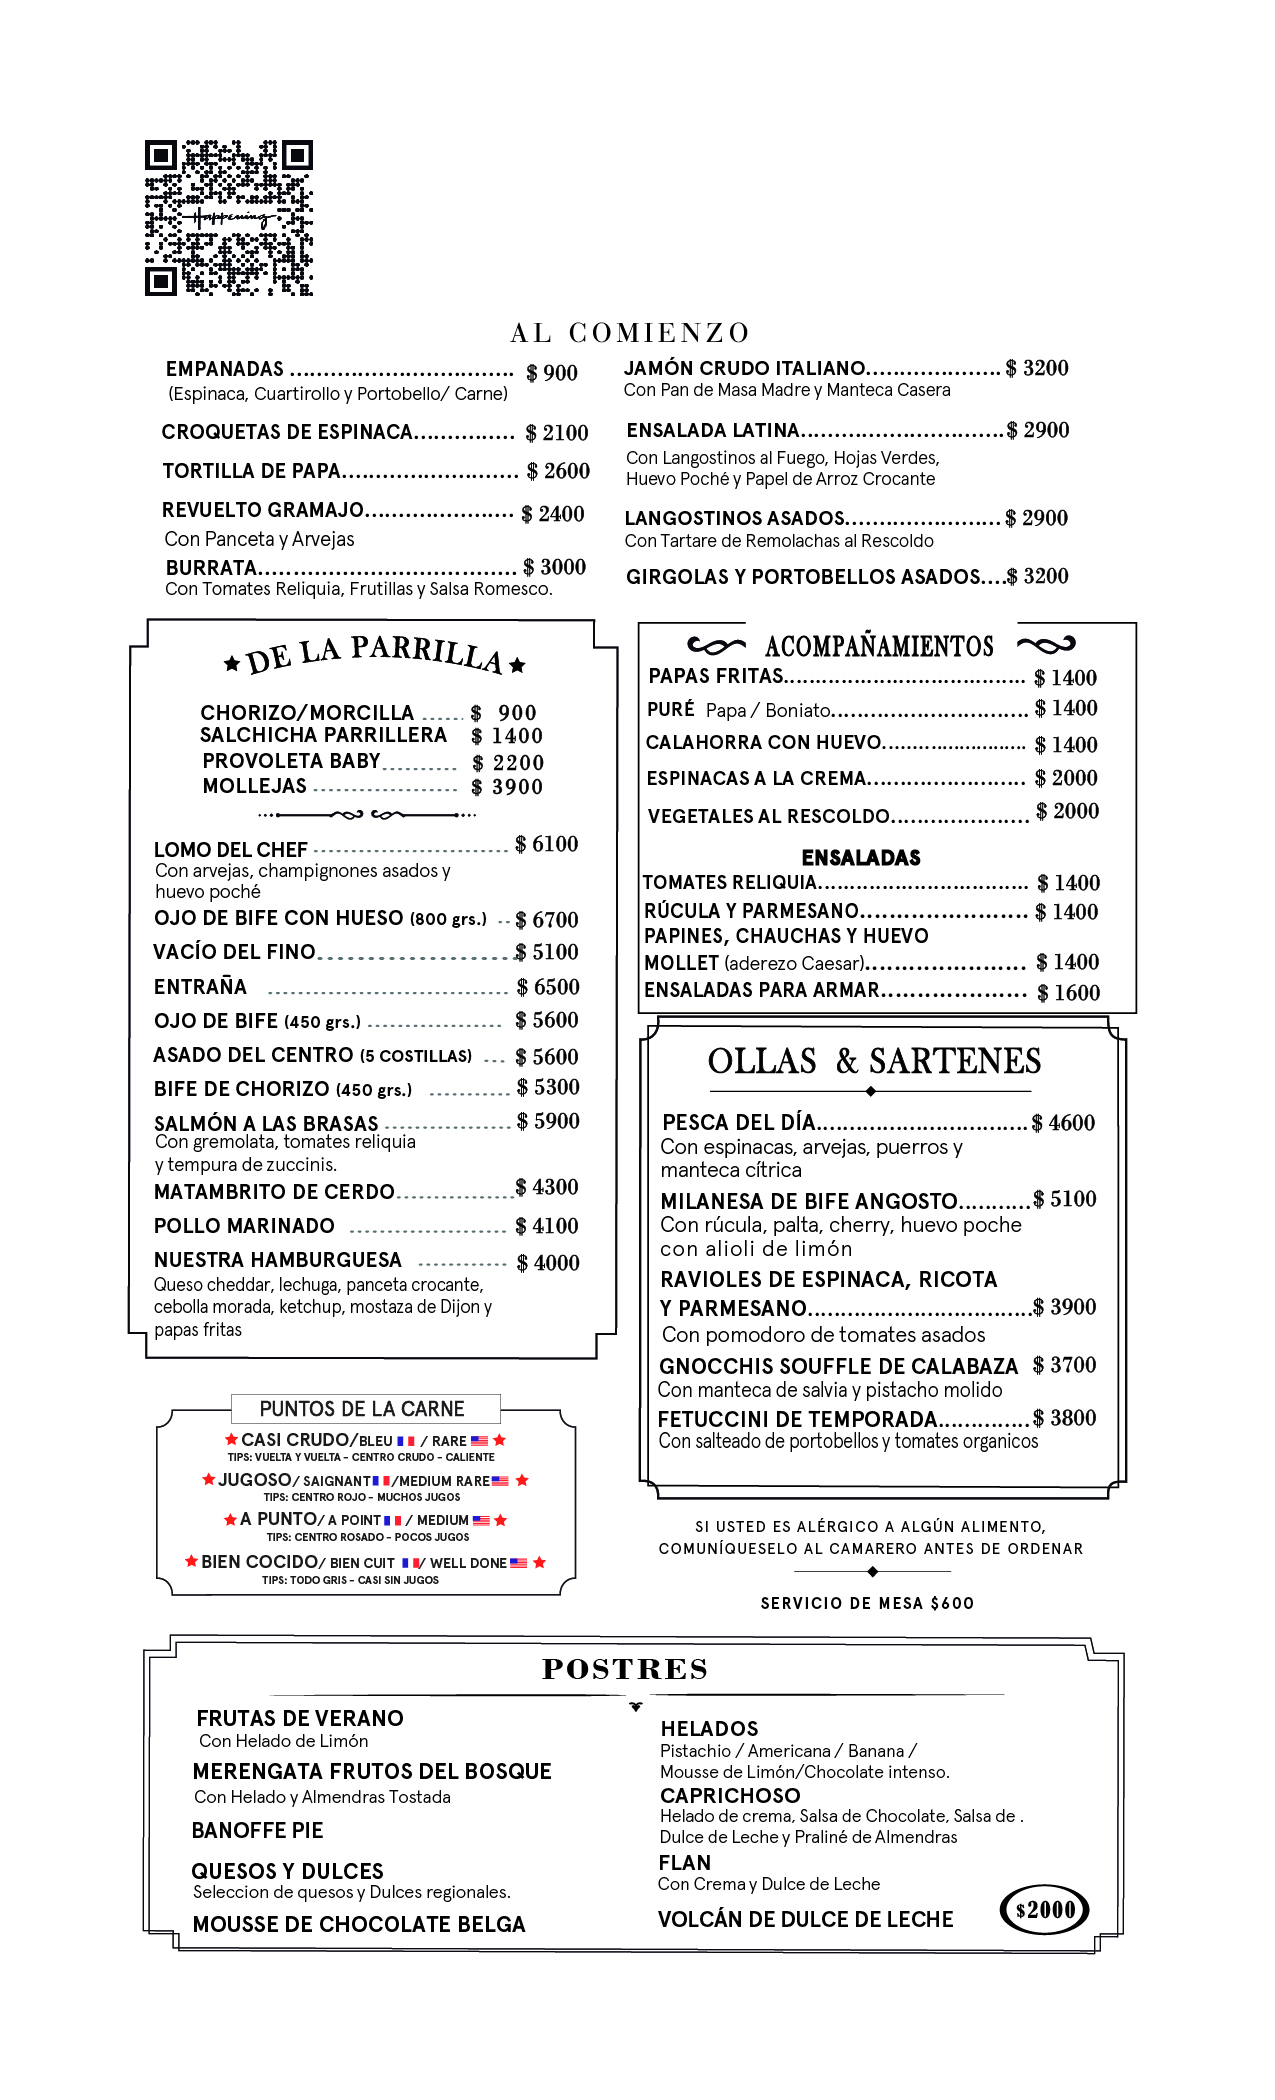 Happening
AL COMIENZO
EMPANADAS ................................. $ 900
(Espinaca, Cuartirollo y Portobello/ Carne)
CROQUETAS DE ESPINACA............... $ 2100
TORTILLA DE PAPA.......................... $ 2600
REVUELTO GRAMAJO...................... $ 2400
Con Panceta y Arvejas
BURRATA...................................... $ 3000
Con Tomates Reliquia, Frutillas y Salsa Romesco.
JAMÓN CRUDO ITALIANO.................... $ 3200
Con Pan de Masa Madre y Manteca Casera
ENSALADA LATINA..............................$ 2900
Con Langostinos al Fuego, Hojas Verdes,
Huevo Poché y Papel de Arroz Crocante
LANGOSTINOS ASADOS....................... $ 2900
Con Tartare de Remolachas al Rescoldo
GIRGOLAS Y PORTOBELLOS ASADOS....$ 3200
DE LA PARRILLA
CHORIZO/MORCILLA ...... $ 900
SALCHICHA PARRILLERA $ 1400
PROVOLETA BABY.......... $ 2200
MOLLEJAS ................... $ 3900
LOMO DEL CHEF ............................ $ 6100
Con arvejas, champignones asados y
huevo poché
OJO DE BIFE CON HUESO (800 grs.) -- $ 6700
VACÍO DEL FINO........................$ 5100
ENTRAÑA ................................... $ 6500
OJO DE BIFE (450 grs.) ................... $ 5600
ASADO DEL CENTRO (5 COSTILLAS) --- $ 5600
BIFE DE CHORIZO (450 grs.) ........... $ 5300
SALMÓN A LAS BRASAS .................. $ 5900
Con gremolata, tomates reliquia
y tempura de zuccinis.
MATAMBRITO DE CERDO.................$ 4300
POLLO MARINADO ....................... $ 4100
NUESTRA HAMBURGUESA ............. $ 4000
Queso cheddar, lechuga, panceta crocante,
cebolla morada, ketchup, mostaza de Dijon y
papas fritas
ACOMPAÑAMIENTOS
PAPAS FRITAS.................................... $ 1400
PURÉ Papa / Boniato............................. $ 1400
CALAHORRA CON HUEVO......................... $ 1400
ESPINACAS A LA CREMA....................... $ 2000
VEGETALES AL RESCOLDO.................... $ 2000
ENSALADAS
TOMATES RELIQUIA............................... $ 1400
RÚCULA Y PARMESANO........................ $ 1400
PAPINES, CHAUCHAS Y HUEVO
MOLLET (aderezo Caesar)....................... $ 1400
ENSALADAS PARA ARMAR..................... $ 1600
OLLAS & SARTENES
PESCA DEL DÍA...............................$ 4600
Con espinacas, arvejas, puerros y
manteca cítrica
MILANESA DE BIFE ANGOSTO..........$ 5100
Con rúcula, palta, cherry, huevo poche
con alioli de limón
RAVIOLES DE ESPINACA, RICOTA
Y PARMESANO.................................$ 3900
Con pomodoro de tomates asados
GNOCCHIS SOUFFLE DE CALABAZA $ 3700
Con manteca de salvia y pistacho molido
FETUCCINI DE TEMPORADA.............$ 3800
Con salteado de portobellos y tomates organicos
PUNTOS DE LA CARNE
CASI CRUDO/BLEU / RARE
TIPS: VUELTA Y VUELTA - CENTRO CRUDO - CALIENTE
JUGOSO/ SAIGNANT /MEDIUM RARE
TIPS: CENTRO ROJO - MUCHOS JUGOS
A PUNTO/ A POINT / MEDIUM
TIPS: CENTRO ROSADO - POCOS JUGOS
BIEN COCIDO/ BIEN CUIT / WELL DONE
TIPS: TODO GRIS - CASI SIN JUGOS
SI USTED ES ALÉRGICO A ALGÚN ALIMENTO,
COMUNÍQUESELO AL CAMARERO ANTES DE ORDENAR
SERVICIO DE MESA $600
POSTRES
FRUTAS DE VERANO
Con Helado de Limón
MERENGATA FRUTOS DEL BOSQUE
Con Helado y Almendras Tostada
BANOFFE PIE
QUESOS Y DULCES
Seleccion de quesos y Dulces regionales.
MOUSSE DE CHOCOLATE BELGA
HELADOS
Pistachio / Americana / Banana /
Mousse de Limón/Chocolate intenso.
CAPRICHOSO
Helado de crema, Salsa de Chocolate, Salsa de .
Dulce de Leche y Praliné de Almendras
FLAN
Con Crema y Dulce de Leche
VOLCÁN DE DULCE DE LECHE
$2000